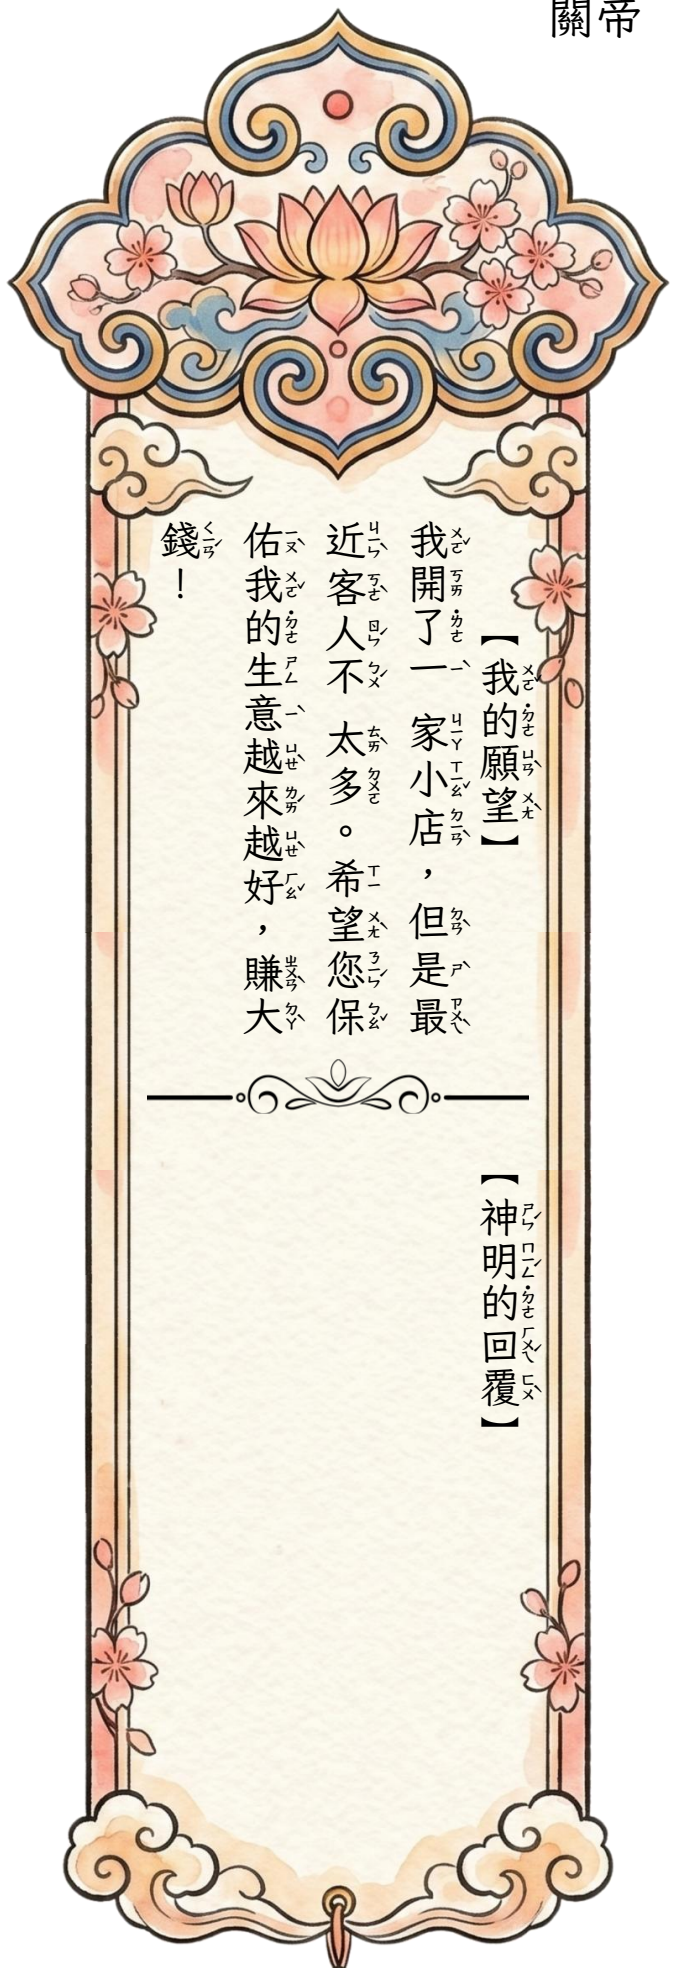 關帝
【我的願望】
我開了一家小店，但是最
近客人不太多。希望您保
佑我的生意越來越好，賺大
錢！
【神明的回覆】